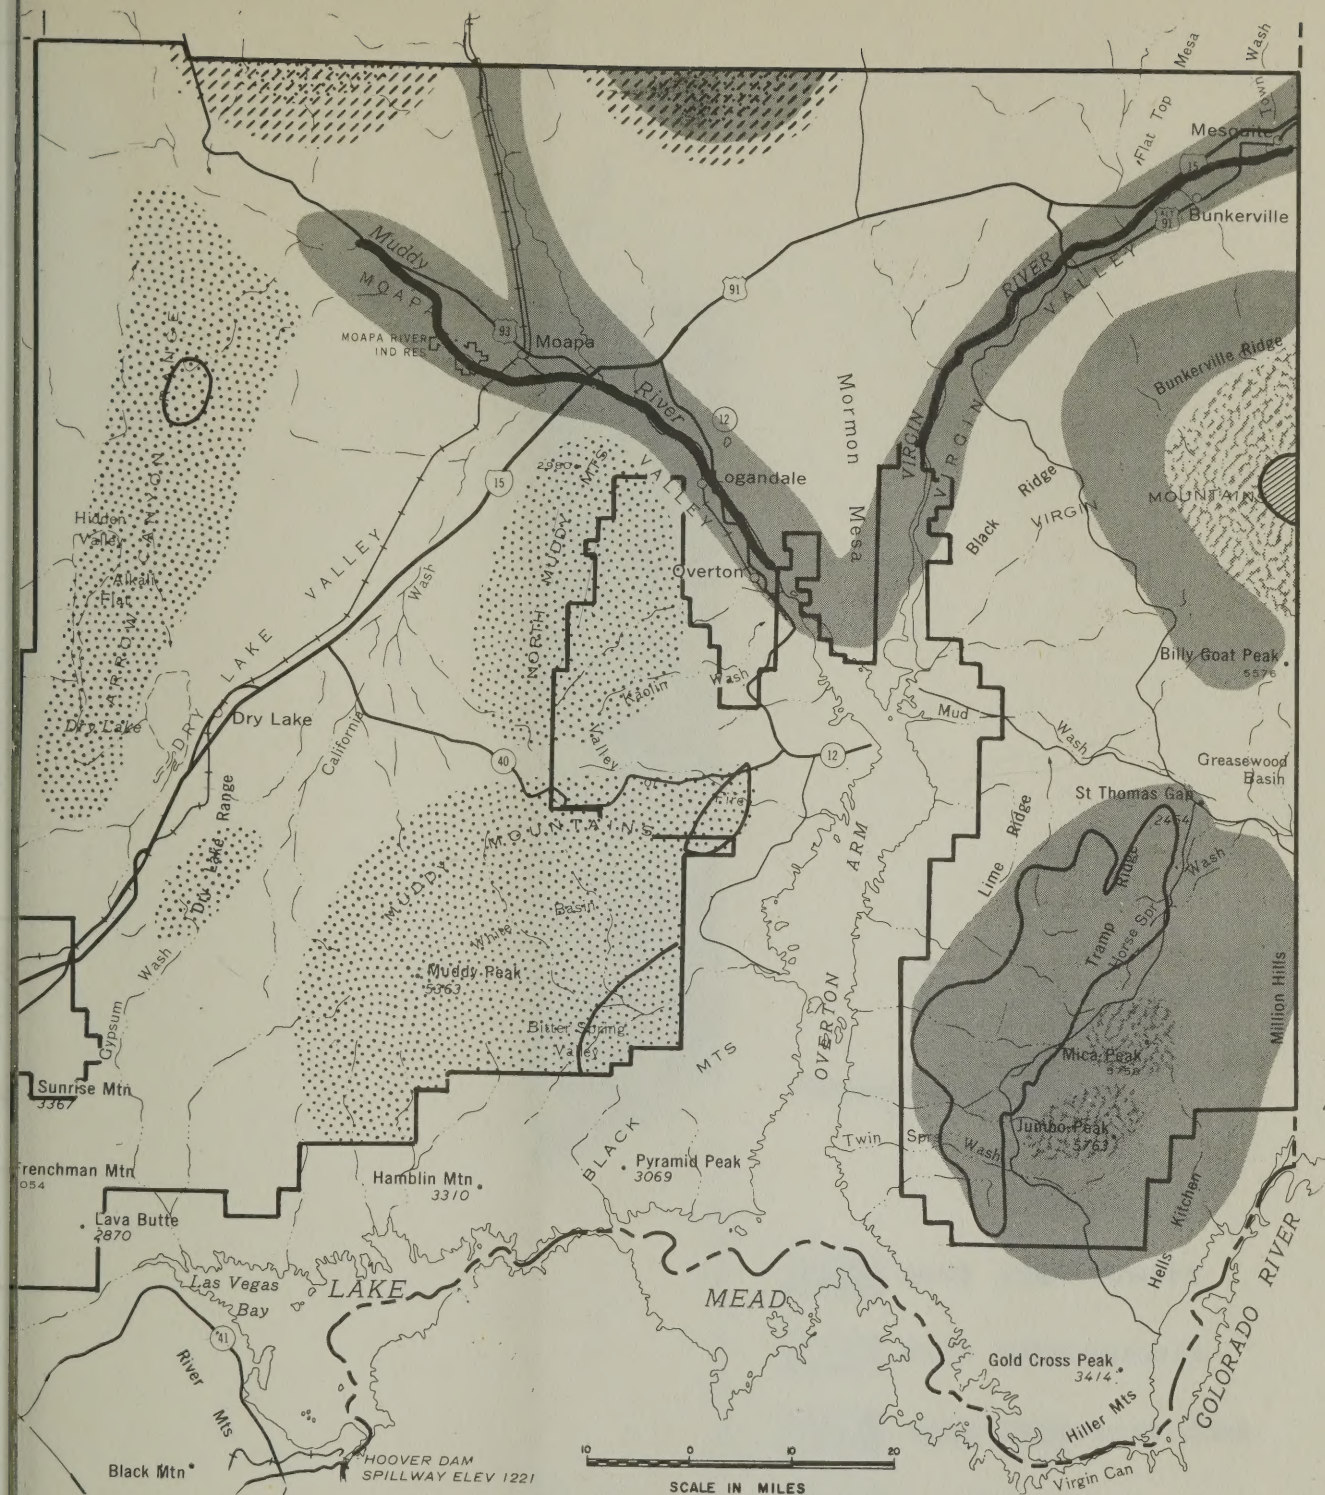 Mesa
Wash
Town
Flat Top
Mesquite
15
ALT
91
Bunkerville
Muddy
MOAPA
RIVER
VALLEY
91
93
MOAPA RIVER
IND RES
Moapa
Bunkerville Ridge
ARROW CANYON
RANGE
River
12
Mormon
Mesa
VIRGIN
VIRGIN
2980
MTS
VALLEY
Logandale
15
Ridge
Black
VIRGIN
MOUNTAINS
Hidden
Valley
Alkali
Flat
NORTH MUDDY
Overton
Wash
DRY LAKE VALLEY
Billy Goat Peak
5576
Kaolin
Wash
Dry Lake
Dry Lake
California
Mud
Wash
Valley
of
Fire
12
40
Greasewood
Basin
St Thomas Gap
2454
MUDDY MOUNTAINS
Dry Lake Range
Lime Ridge
Ridge
Wash
Tramp
Horse Spr
ARM
OVERTON
White
Basin
Wash
Muddy Peak
5363
Gypsum
Million Hills
Bitter Spring
Valley
MTS
BLACK
Mica Peak
5758
Sunrise Mtn
3367
Jumbo Peak
5763
Twin
Spr
Wash
Frenchman Mtn
054
Hamblin Mtn
3310
Pyramid Peak
3069
Lava Butte
2870
Hells
Kitchen
Las Vegas
Bay
LAKE
MEAD
COLORADO RIVER
41
River
Mts
Gold Cross Peak
3414
Hiller Mts
Black Mtn
HOOVER DAM
SPILLWAY ELEV 1221
10 0 10 20
SCALE IN MILES
Virgin Can